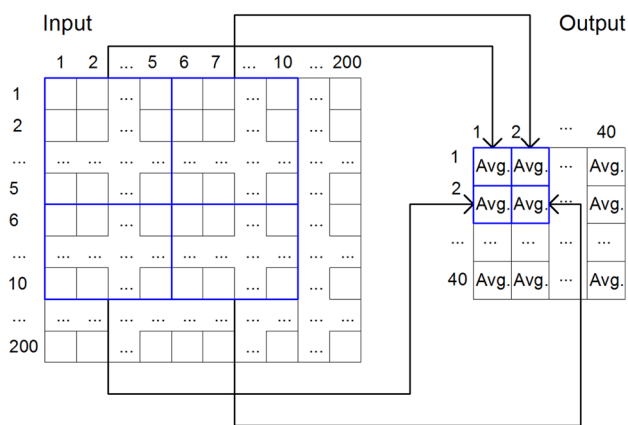 Input Output
1 2 ... 5 6 7 ... 10 ... 200
1 ... ... ...
2 ... ... ...
... ... ... ... ... ... ... ... ... ... ...
5 ... ... ...
6 ... ... ...
... ... ... ... ... ... ... ... ... ... ...
10 ... ... ...
... ... ... ... ... ... ... ... ... ... ...
200 ... ... ...
1 2 ... 40
1 Avg. Avg. ... Avg.
2 Avg. Avg. ... Avg.
... ... ... ... ...
40 Avg. Avg. ... Avg.